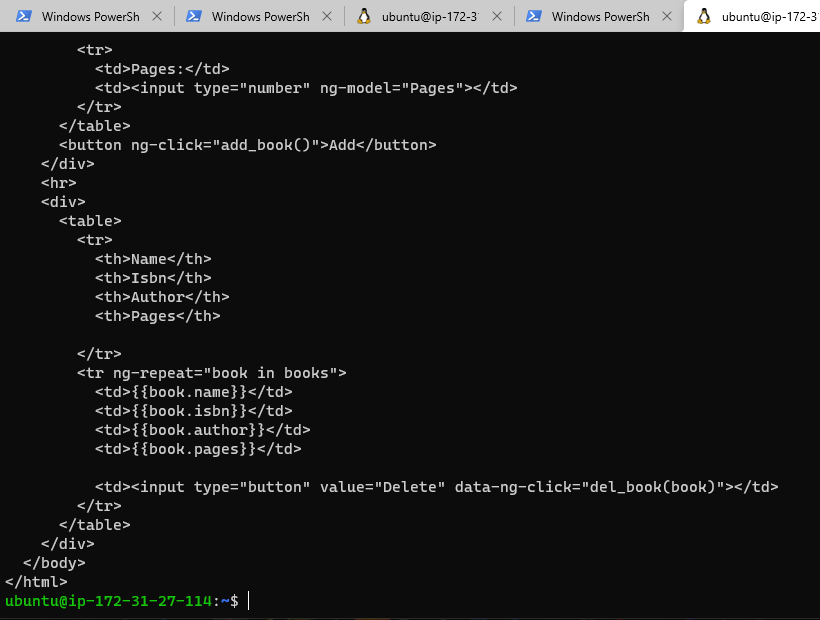 Windows PowerSh Windows PowerSh ubuntu@ip-172-3 Windows PowerSh ubuntu@ip-172-3
        <tr>
          <td>Pages:</td>
          <td><input type="number" ng-model="Pages"></td>
        </tr>
      </table>
      <button ng-click="add_book()">Add</button>
    </div>
    <hr>
    <div>
      <table>
        <tr>
          <th>Name</th>
          <th>Isbn</th>
          <th>Author</th>
          <th>Pages</th>

        </tr>
        <tr ng-repeat="book in books">
          <td>{{book.name}}</td>
          <td>{{book.isbn}}</td>
          <td>{{book.author}}</td>
          <td>{{book.pages}}</td>

          <td><input type="button" value="Delete" data-ng-click="del_book(book)"></td>
        </tr>
      </table>
    </div>
  </body>
</html>
ubuntu@ip-172-31-27-114:~$